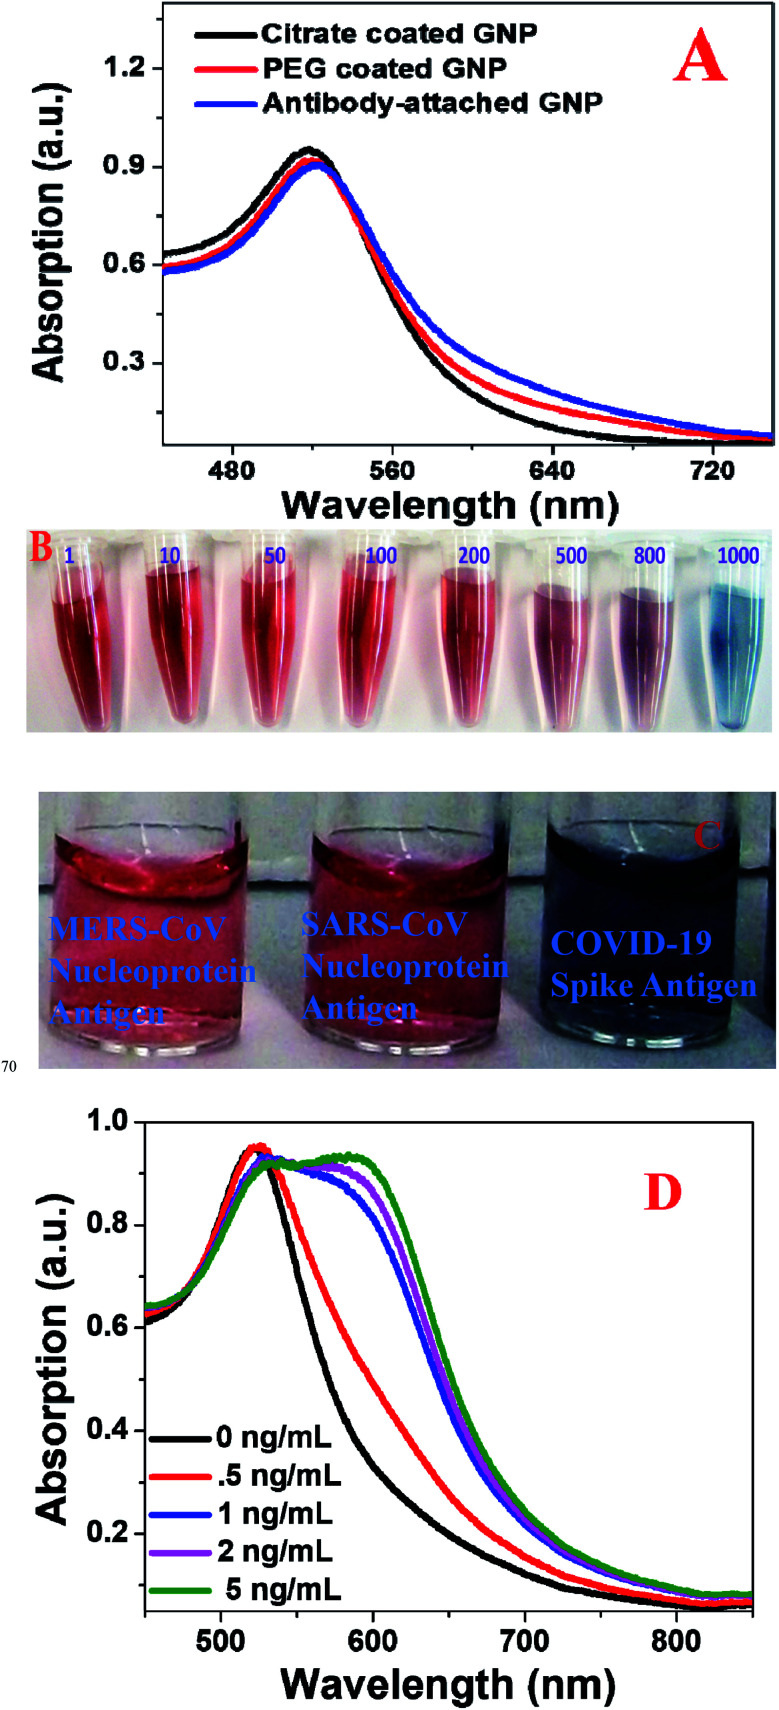 Citrate coated GNP
PEG coated GNP
Antibody-attached GNP
A
1.2
0.9
0.6
0.3
Absorption (a.u.)
480 560 640 720
Wavelength (nm)
B
1 10 50 100 200 500 800 1000
C
MERS-CoV
Nucleoprotein
Antigen
SARS-CoV
Nucleoprotein
Antigen
COVID-19
Spike Antigen
70
D
1.0
0.8
0.6
0.4
0.2
Absorption (a.u.)
0 ng/mL
.5 ng/mL
1 ng/mL
2 ng/mL
5 ng/mL
500 600 700 800
Wavelength (nm)